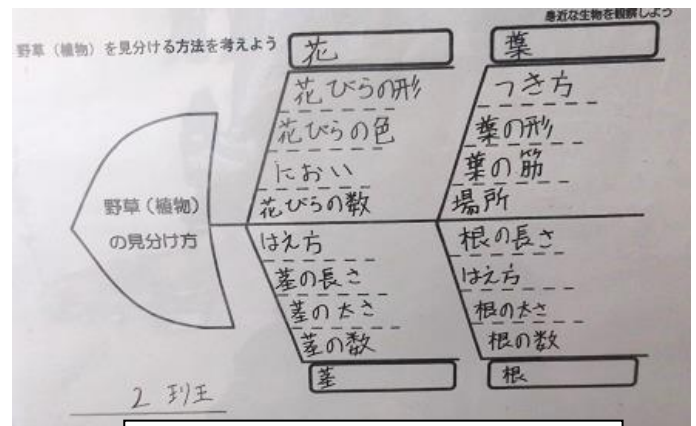 身近な生物を観察しよう
野草（植物）を見分ける方法を考えよう
花
花びらの形
花びらの色
におい
花びらの数
葉
つき方
葉の形
葉の筋
場所
野草（植物）
の見分け方
はえ方
茎の長さ
茎の太さ
茎の数
茎
根の長さ
はえ方
根の太さ
根の数
根
2 班